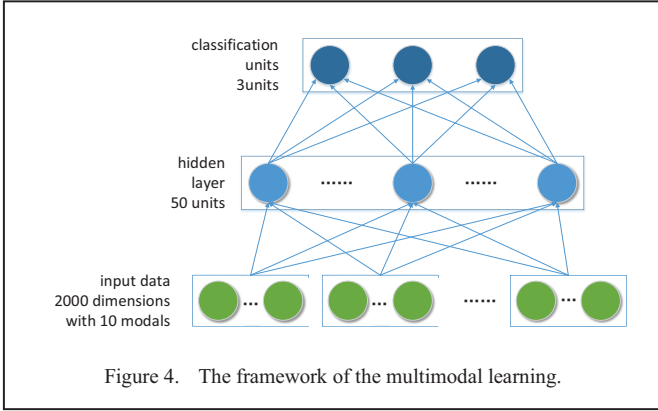 classification
units
3units
hidden
layer
50 units
...... ......
input data
2000 dimensions
with 10 modals
... ... ...... ...
Figure 4. The framework of the multimodal learning.